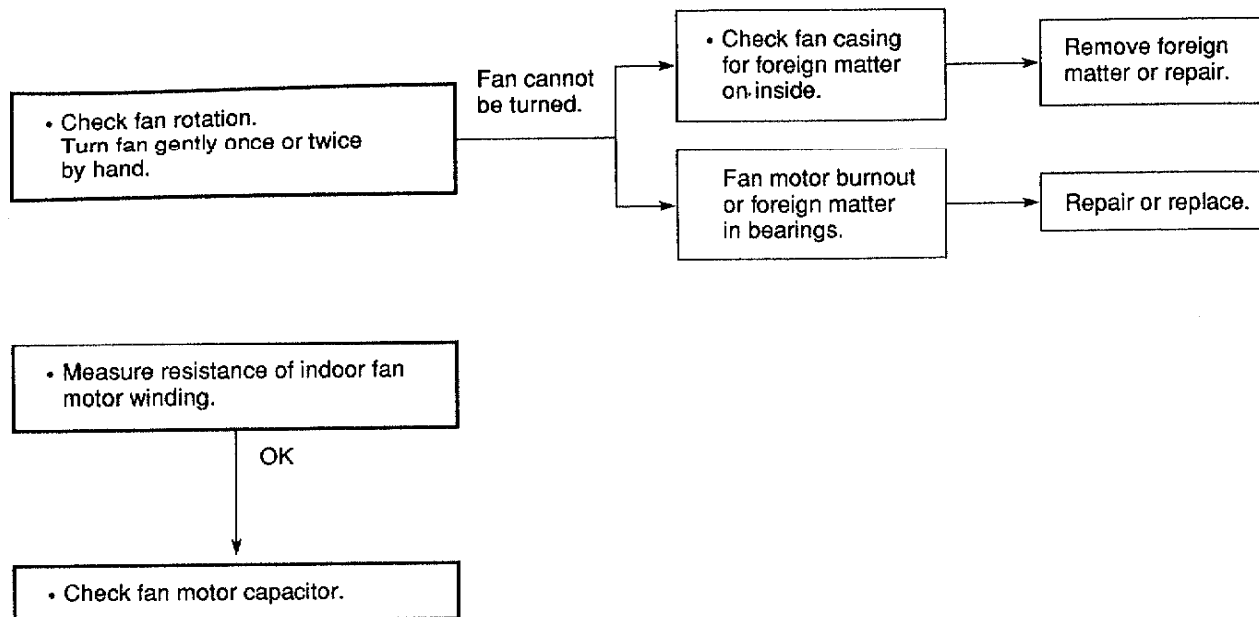 • Check fan rotation.
Turn fan gently once or twice
by hand.
Fan cannot
be turned.
• Check fan casing
for foreign matter
on inside.
Remove foreign
matter or repair.
Fan motor burnout
or foreign matter
in bearings.
Repair or replace.
• Measure resistance of indoor fan
motor winding.
OK
• Check fan motor capacitor.